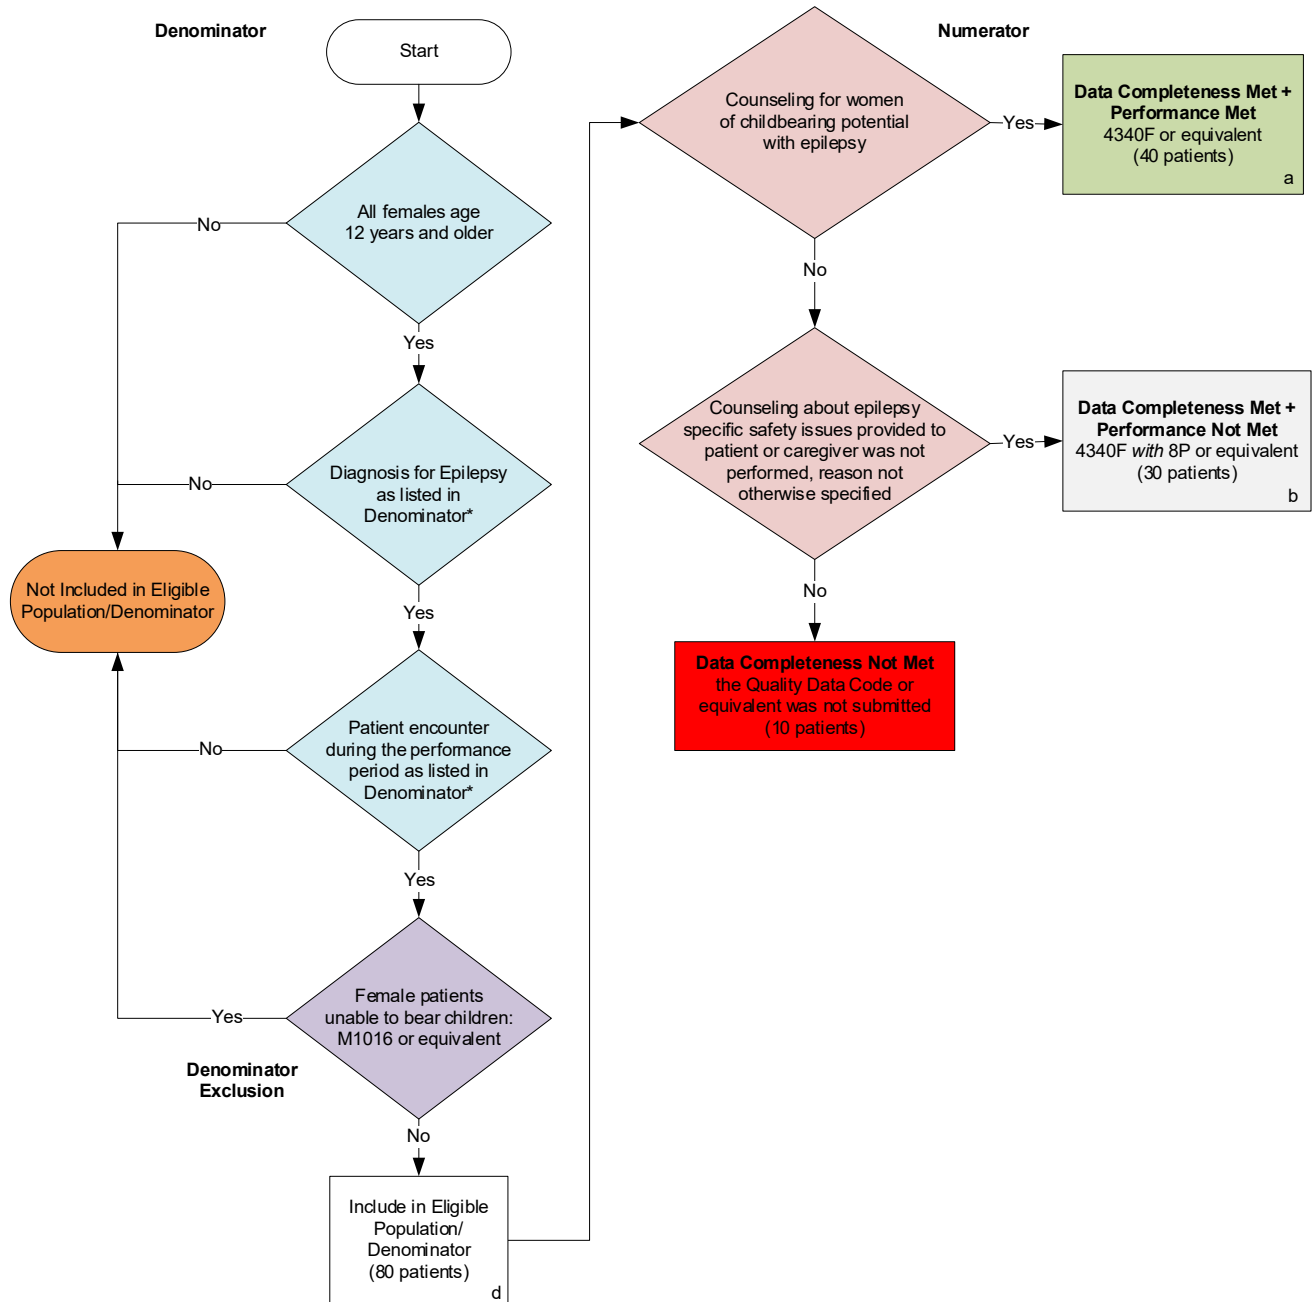 Denominator
Start
All females age
12 years and older
No
Yes
Diagnosis for Epilepsy
as listed in
Denominator*
No
Yes
Not Included in Eligible
Population/Denominator
Patient encounter
during the performance
period as listed in
Denominator*
No
Yes
Female patients
unable to bear children:
M1016 or equivalent
Yes
Denominator
Exclusion
No
Include in Eligible
Population/
Denominator
(80 patients)
d
Numerator
Counseling for women
of childbearing potential
with epilepsy
Yes
Data Completeness Met +
Performance Met
4340F or equivalent
(40 patients)
a
No
Counseling about epilepsy
specific safety issues provided to
patient or caregiver was not
performed, reason not
otherwise specified
Yes
Data Completeness Met +
Performance Not Met
4340F with 8P or equivalent
(30 patients)
b
No
Data Completeness Not Met
the Quality Data Code or
equivalent was not submitted
(10 patients)